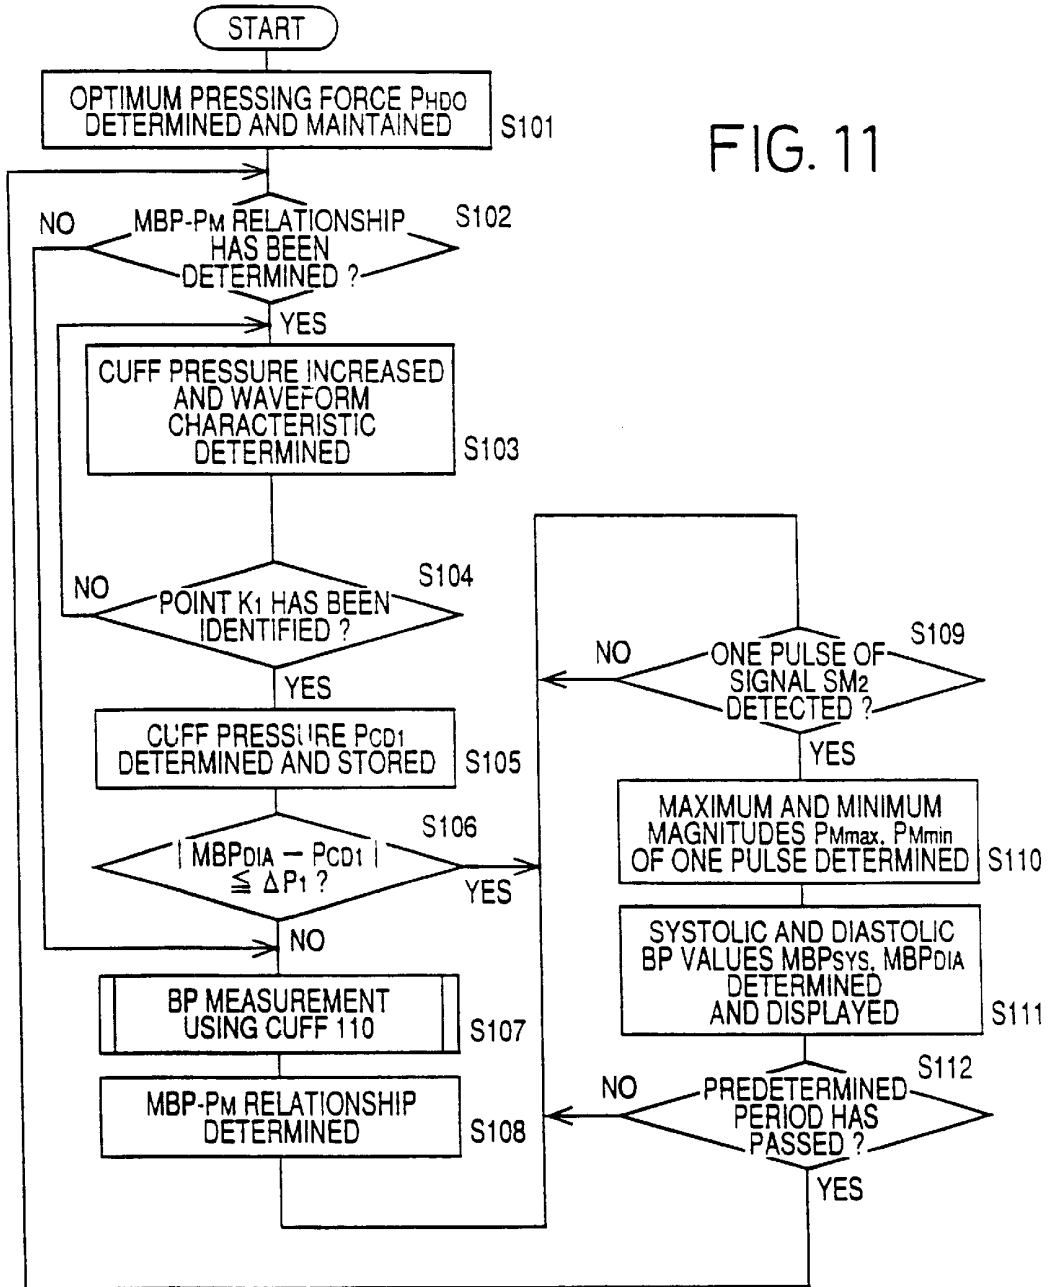 START
OPTIMUM PRESSING FORCE PHDO
DETERMINED AND MAINTAINED
S101
FIG. 11
NO
MBP-PM RELATIONSHIP
HAS BEEN
DETERMINED ?
S102
YES
CUFF PRESSURE INCREASED
AND WAVEFORM
CHARACTERISTIC
DETERMINED
S103
NO
POINT K1 HAS BEEN
IDENTIFIED ?
S104
YES
CUFF PRESSURE PCD1
DETERMINED AND STORED
S105
| MBPDIA – PCD1 |
≦ ΔP1 ?
S106
YES
NO
BP MEASUREMENT
USING CUFF 110
S107
MBP-PM RELATIONSHIP
DETERMINED
S108
NO
ONE PULSE OF
SIGNAL SM2
DETECTED ?
S109
YES
MAXIMUM AND MINIMUM
MAGNITUDES PMmax, PMmin
OF ONE PULSE DETERMINED
S110
SYSTOLIC AND DIASTOLIC
BP VALUES MBPSYS, MBPDIA
DETERMINED
AND DISPLAYED
S111
NO
PREDETERMINED
PERIOD HAS
PASSED ?
S112
YES